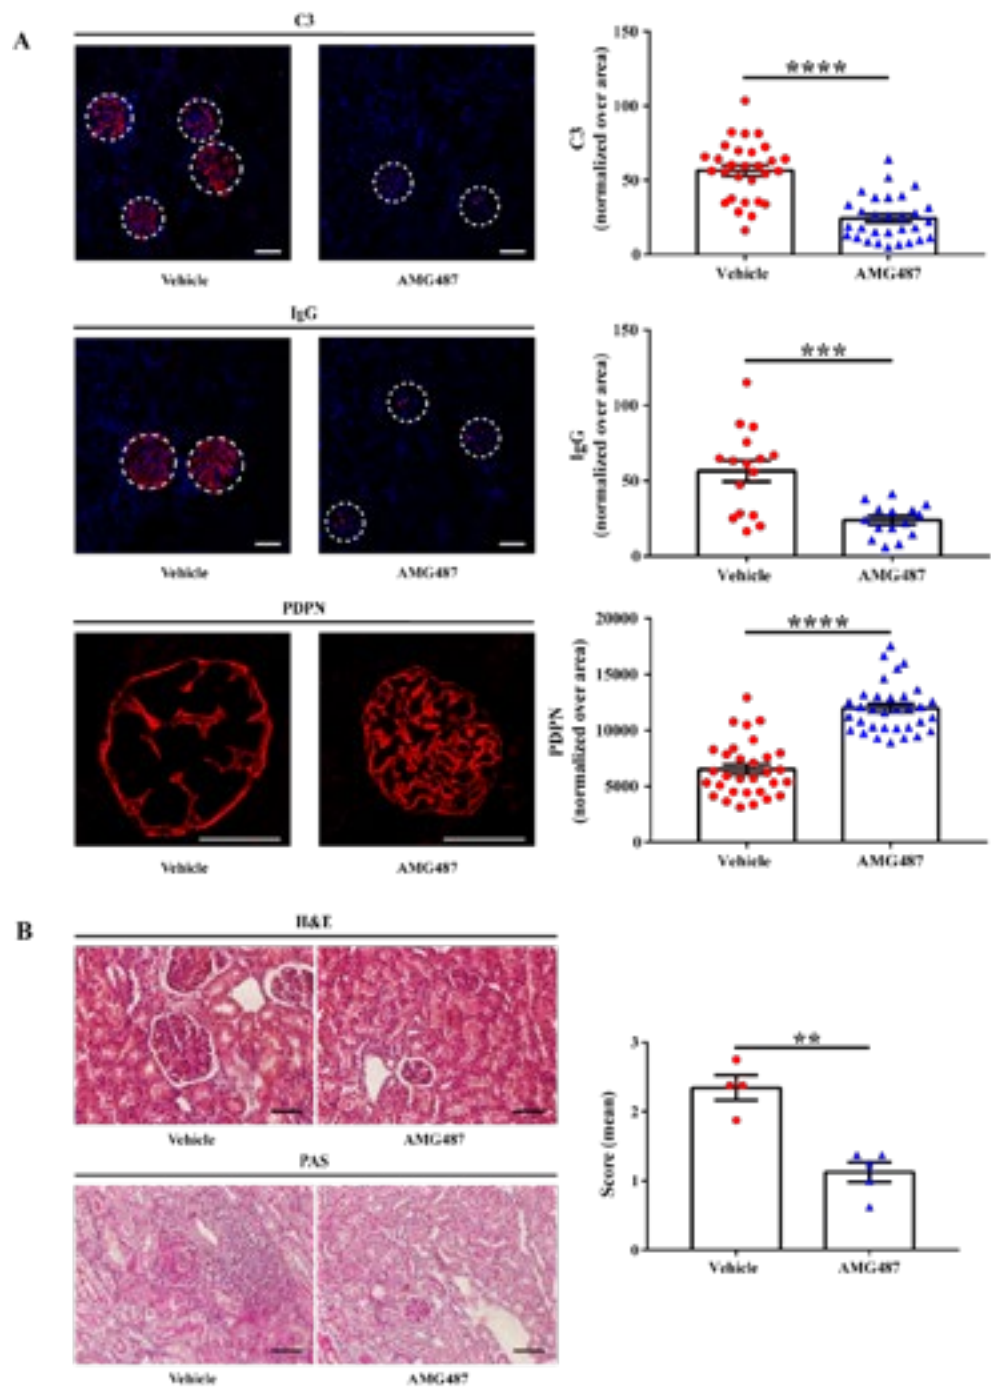 A
C3
Vehicle
AMG487
C3
(normalized over area)
150
100
50
0
****
Vehicle
AMG487
IgG
Vehicle
AMG487
IgG
(normalized over area)
150
100
50
0
***
Vehicle
AMG487
PDPN
Vehicle
AMG487
PDPN
(normalized over area)
20000
15000
10000
5000
0
****
Vehicle
AMG487
B
H&E
Vehicle
AMG487
PAS
Vehicle
AMG487
Score (mean)
3
2
1
0
**
Vehicle
AMG487